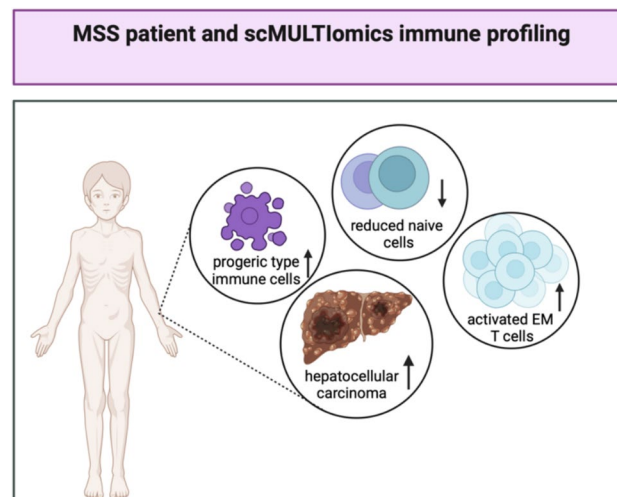 MSS patient and scMULTIomics immune profiling
reduced naive
cells
progeric type
immune cells
activated EM
T cells
hepatocellular
carcinoma